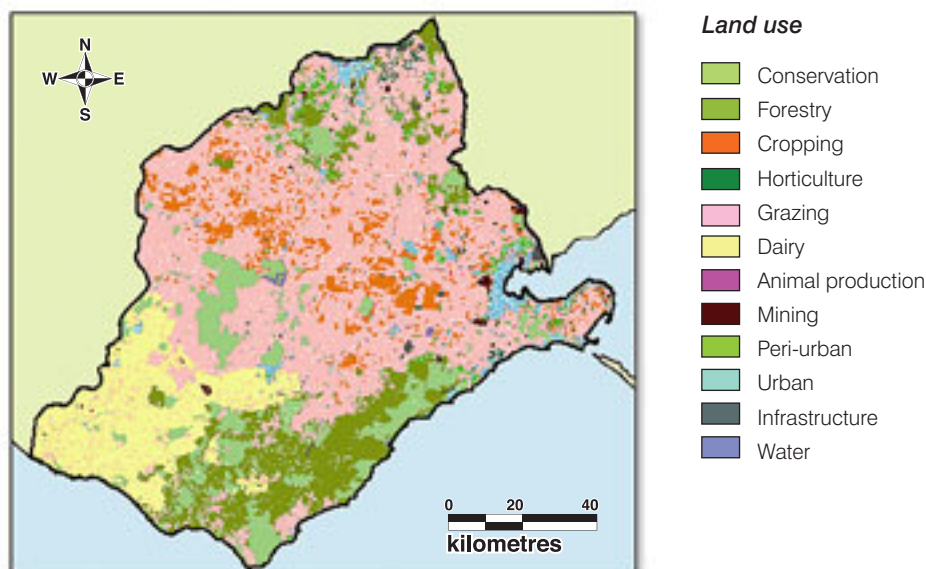 N
W E
S
Land use
Conservation
Forestry
Cropping
Horticulture
Grazing
Dairy
Animal production
Mining
Peri-urban
Urban
Infrastructure
Water
0 20 40
kilometres